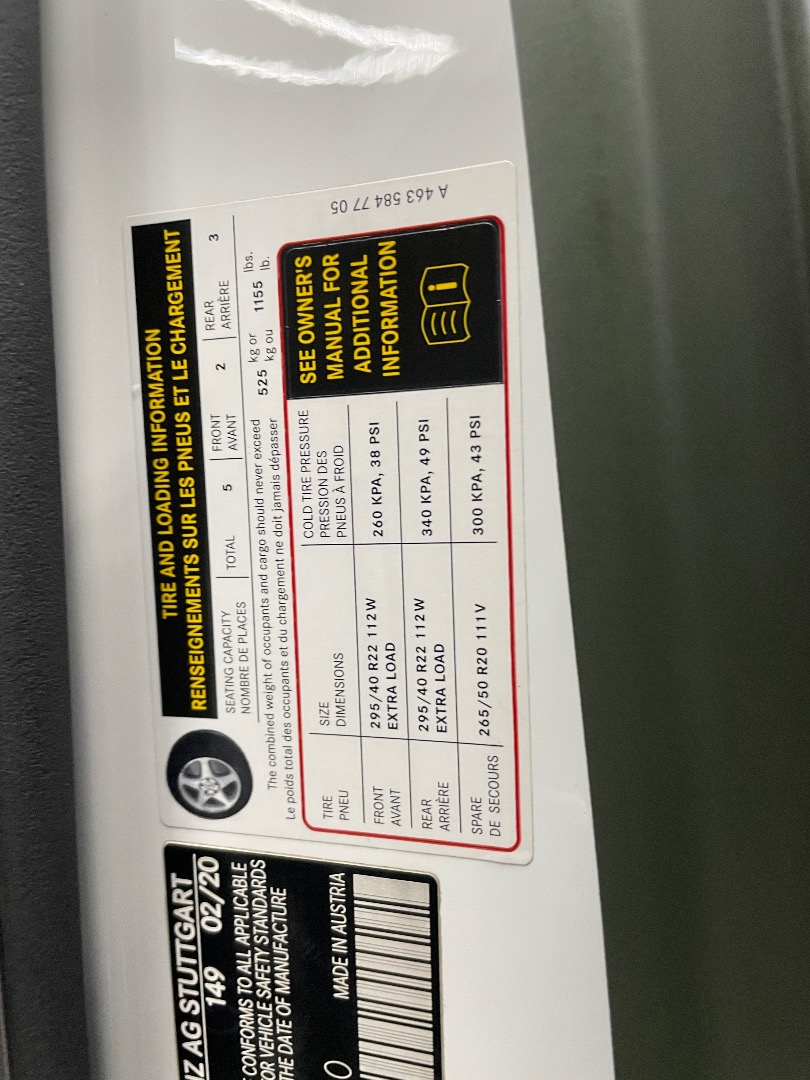 TIRE AND LOADING INFORMATION
RENSEIGNEMENTS SUR LES PNEUS ET LE CHARGEMENT
SEATING CAPACITY TOTAL 5 FRONT 2 REAR 3
NOMBRE DE PLACES AVANT ARRIÈRE
The combined weight of occupants and cargo should never exceed 525 kg or 1155 lbs.
Le poids total des occupants et du chargement ne doit jamais dépasser kg ou lb.
TIRE SIZE COLD TIRE PRESSURE
PNEU DIMENSIONS PRESSION DES
PNEUS À FROID
FRONT 295/40 R22 112W 260 KPA, 38 PSI
AVANT EXTRA LOAD
REAR 295/40 R22 112W 340 KPA, 49 PSI
ARRIÈRE EXTRA LOAD
SPARE 265/50 R20 111V 300 KPA, 43 PSI
DE SECOURS
SEE OWNER'S
MANUAL FOR
ADDITIONAL
INFORMATION
A 463 584 77 05
AG STUTTGART
149 02/20
CONFORMS TO ALL APPLICABLE
VEHICLE SAFETY STANDARDS
THE DATE OF MANUFACTURE
MADE IN AUSTRIA